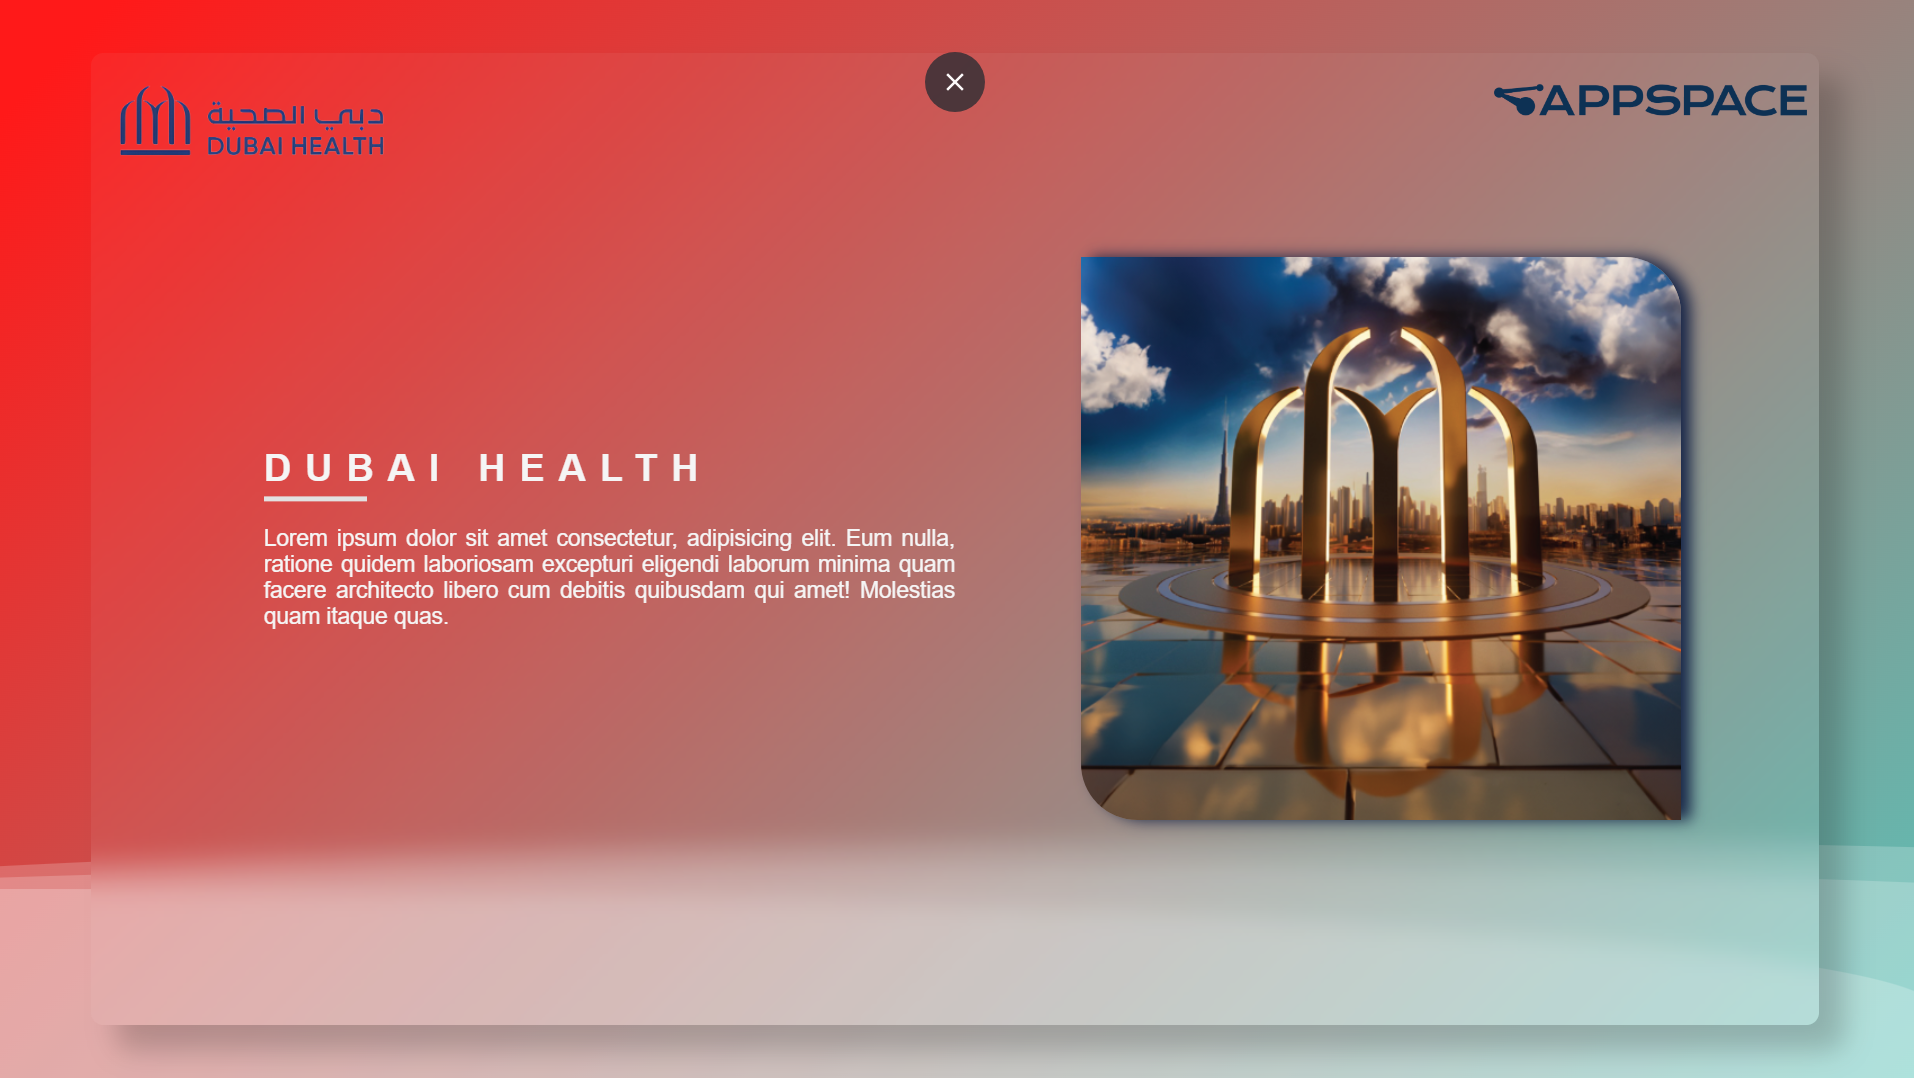 دبي الصحية
DUBAI HEALTH
APPSPACE
DUBAI HEALTH
Lorem ipsum dolor sit amet consectetur, adipisicing elit. Eum nulla,
ratione quidem laboriosam excepturi eligendi laborum minima quam
facere architecto libero cum debitis quibusdam qui amet! Molestias
quam itaque quas.